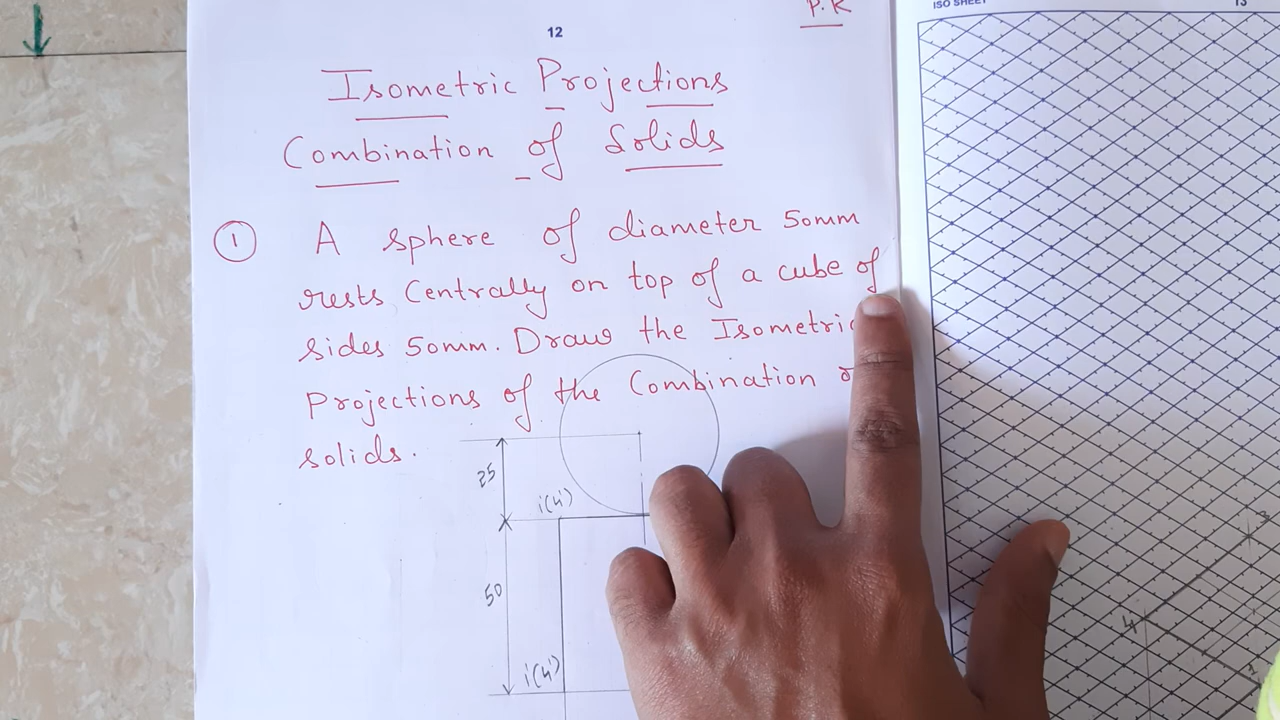 P.K
12
ISO SHEET
13
Isometric Projections
Combination of Solids
1 A sphere of diameter 50mm
rests Centrally on top of a cube of
sides 50mm. Draw the Isometric
Projections of the Combination
solids.
25
1(4')
50
1(4')
4